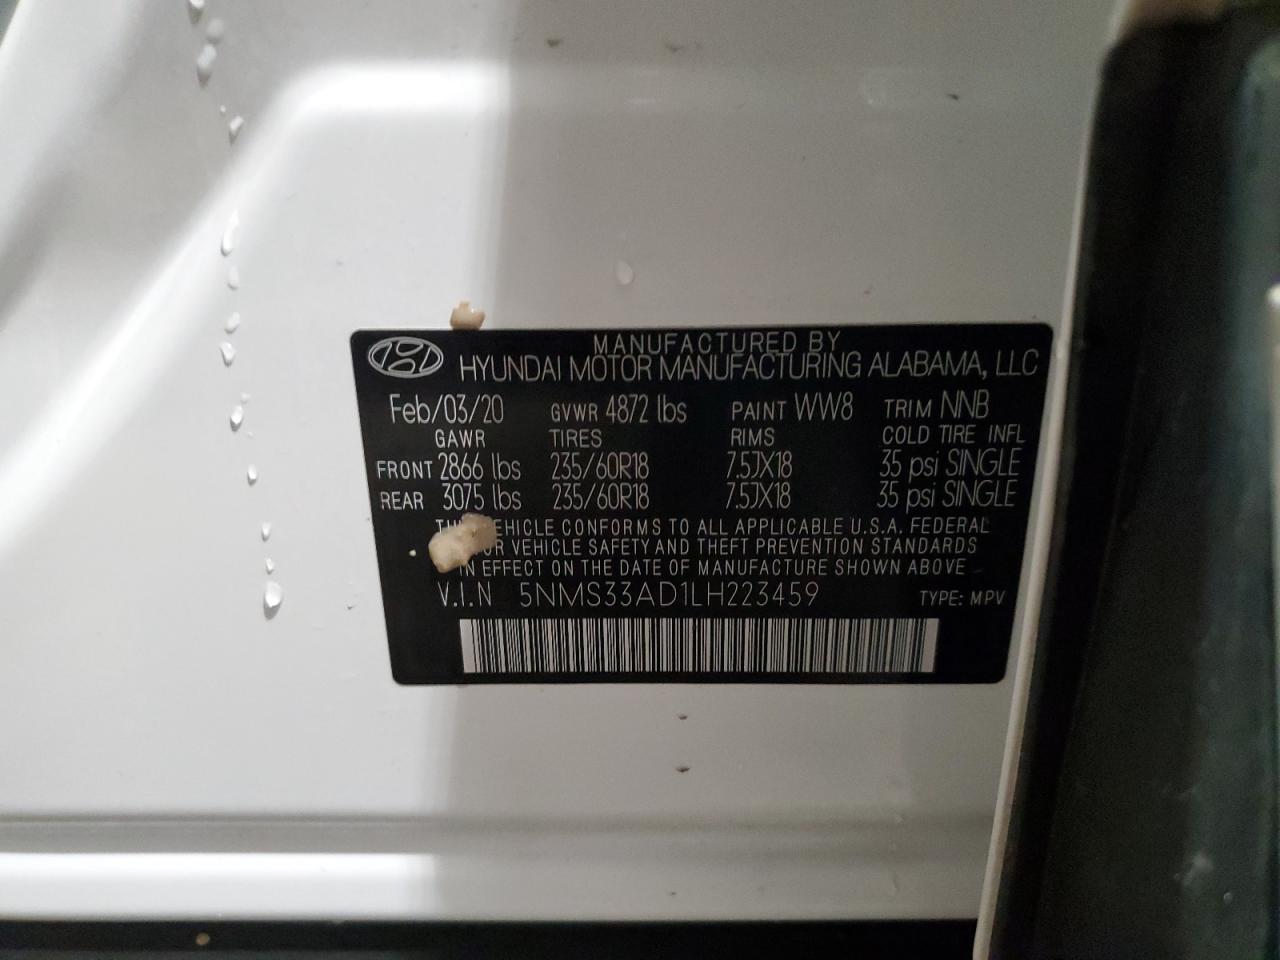 MANUFACTURED BY
HYUNDAI MOTOR MANUFACTURING ALABAMA, LLC
Feb/03/20 GVWR 4872 lbs PAINT WW8 TRIM NNB
GAWR TIRES RIMS COLD TIRE INFL
FRONT 2866 lbs 235/60R18 7.5JX18 35 psi SINGLE
REAR 3075 lbs 235/60R18 7.5JX18 35 psi SINGLE
VEHICLE CONFORMS TO ALL APPLICABLE U.S.A. FEDERAL
VEHICLE SAFETY AND THEFT PREVENTION STANDARDS
IN EFFECT ON THE DATE OF MANUFACTURE SHOWN ABOVE
V.I.N 5NMS33AD1LH223459 TYPE: MPV